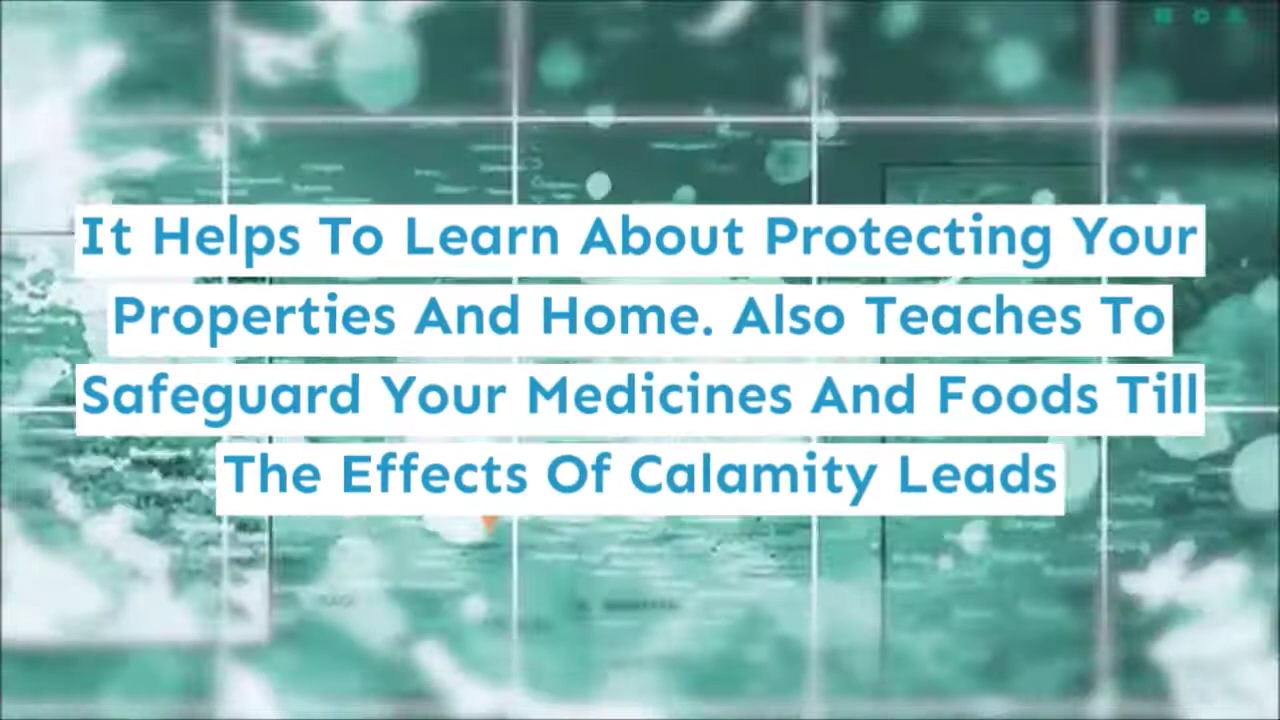 It Helps To Learn About Protecting Your
Properties And Home. Also Teaches To
Safeguard Your Medicines And Foods Till
The Effects Of Calamity Leads